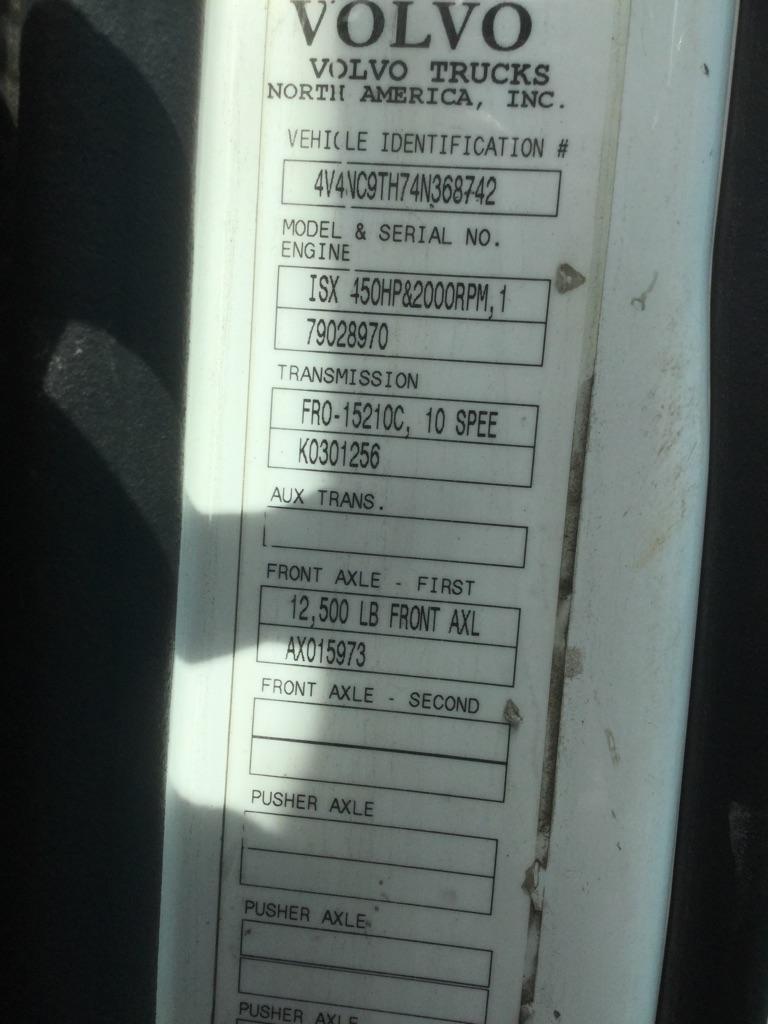 VOLVO
VOLVO TRUCKS
NORTH AMERICA, INC.
VEHICLE IDENTIFICATION #
4V4NC9TH74N368742
MODEL & SERIAL NO.
ENGINE
ISX 450HP&2000RPM,1
79028970
TRANSMISSION
FRO-15210C, 10 SPEE
K0301256
AUX TRANS.
FRONT AXLE - FIRST
12,500 LB FRONT AXL
AX015973
FRONT AXLE - SECOND
PUSHER AXLE
PUSHER AXLE
PUSHER AXLE